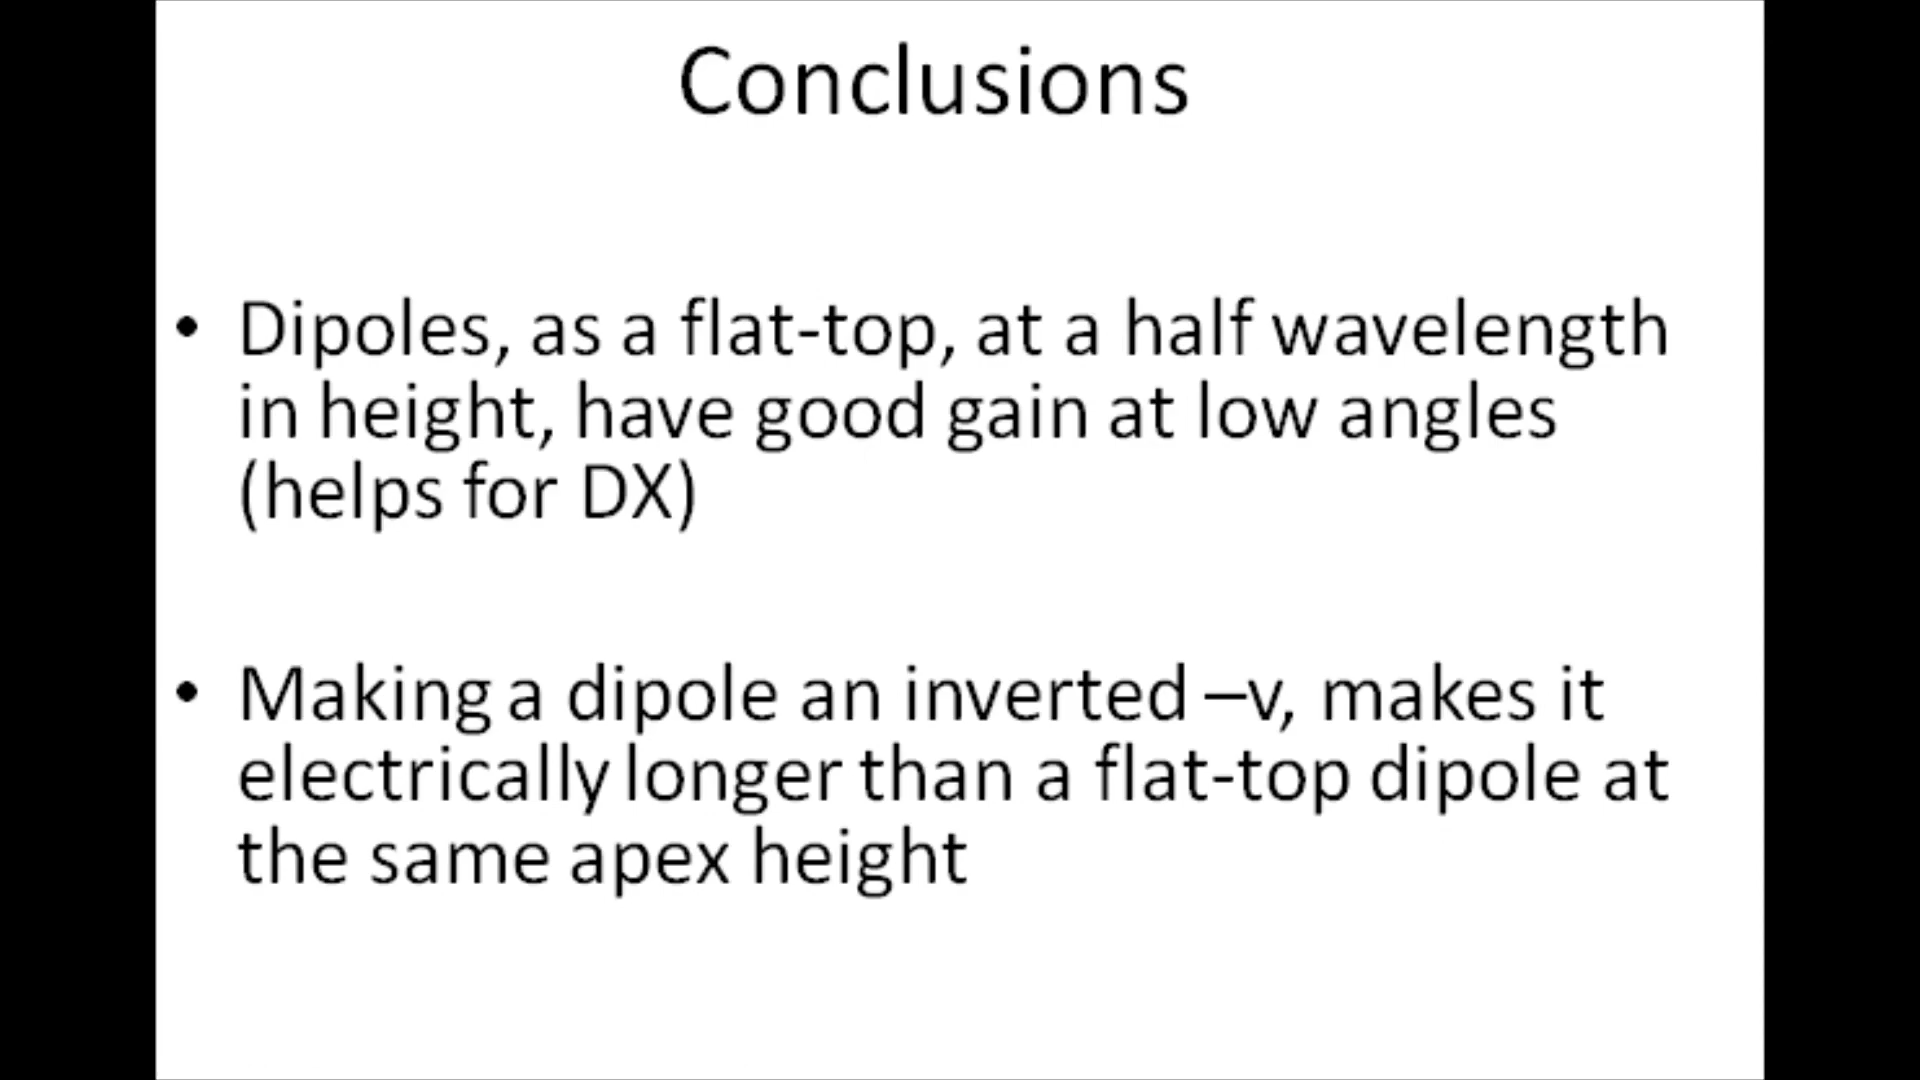 Conclusions
• Dipoles, as a flat-top, at a half wavelength
in height, have good gain at low angles
(helps for DX)
• Making a dipole an inverted –v, makes it
electrically longer than a flat-top dipole at
the same apex height